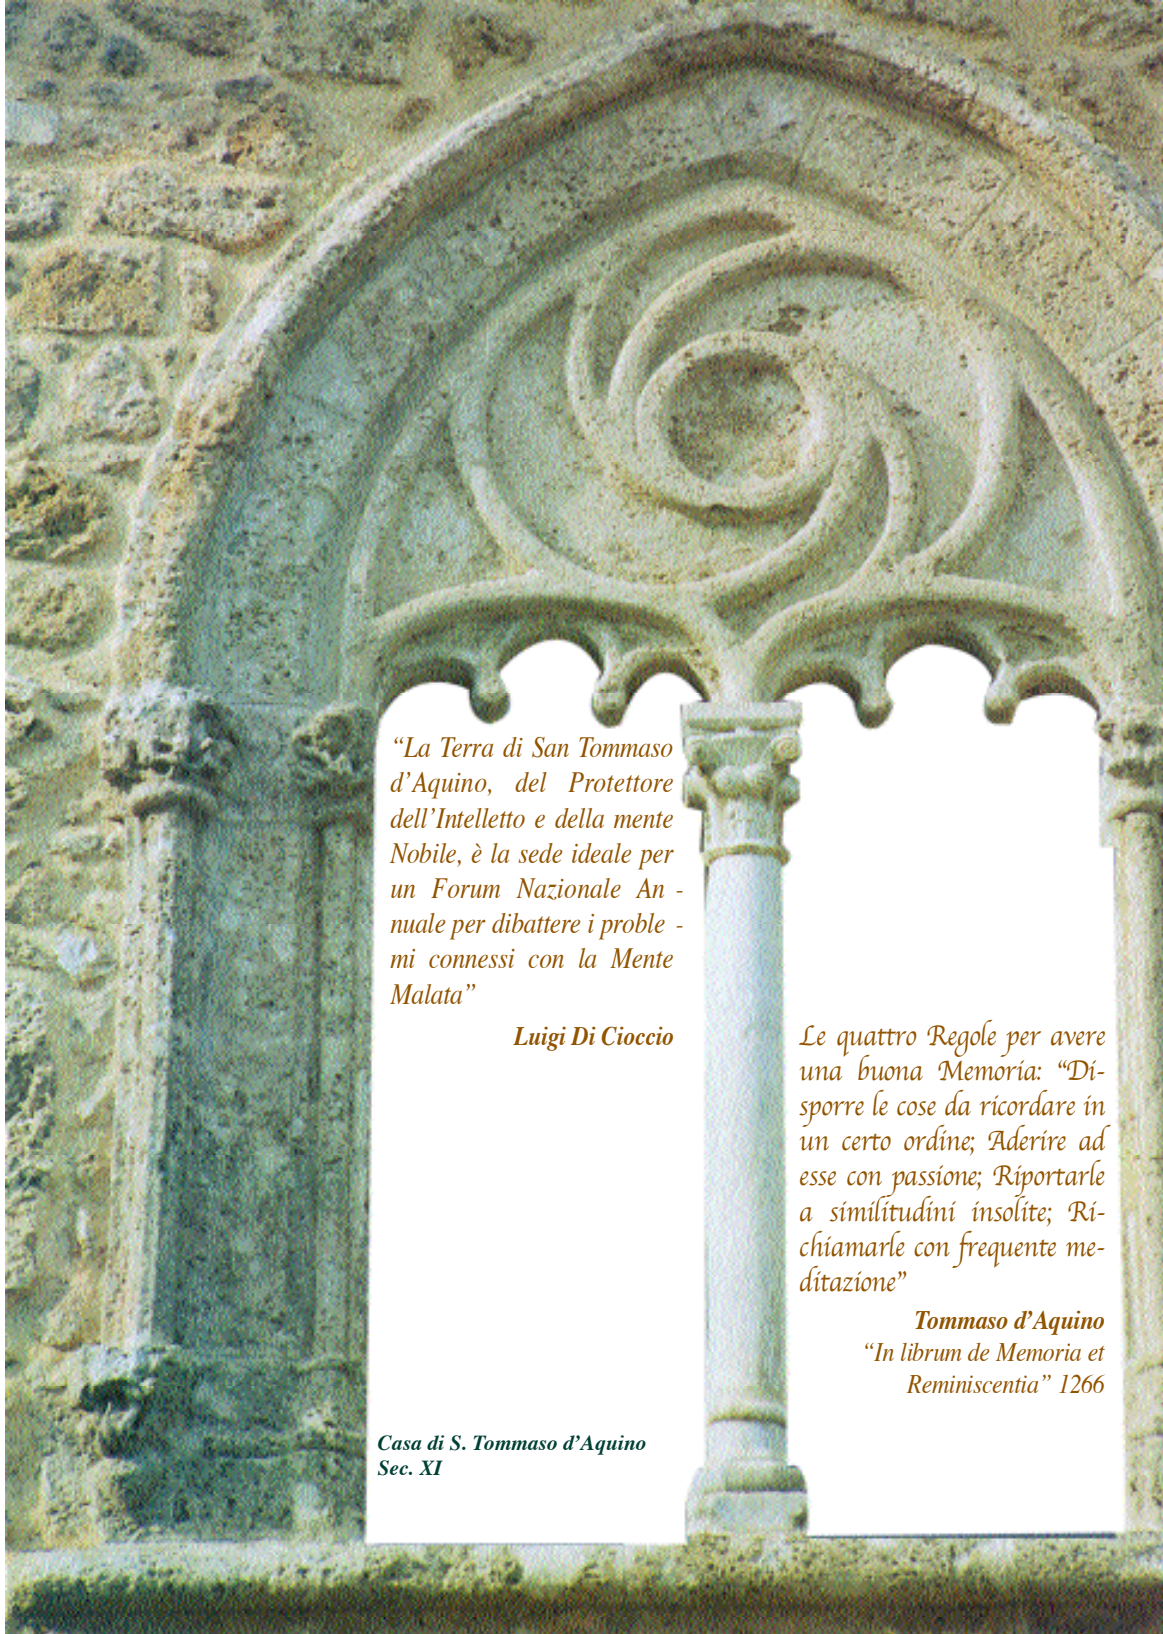 “La Terra di San Tommaso
d’Aquino, del Protettore
dell’Intelletto e della mente
Nobile, è la sede ideale per
un Forum Nazionale An -
nuale per dibattere i proble -
mi connessi con la Mente
Malata”
Luigi Di Cioccio
Le quattro Regole per avere
una buona Memoria: “Di-
sporre le cose da ricordare in
un certo ordine; Aderire ad
esse con passione; Riportarle
a similitudini insolite; Ri-
chiamarle con frequente me-
ditazione”
Tommaso d’Aquino
“In librum de Memoria et
Reminiscentia” 1266
Casa di S. Tommaso d’Aquino
Sec. XI